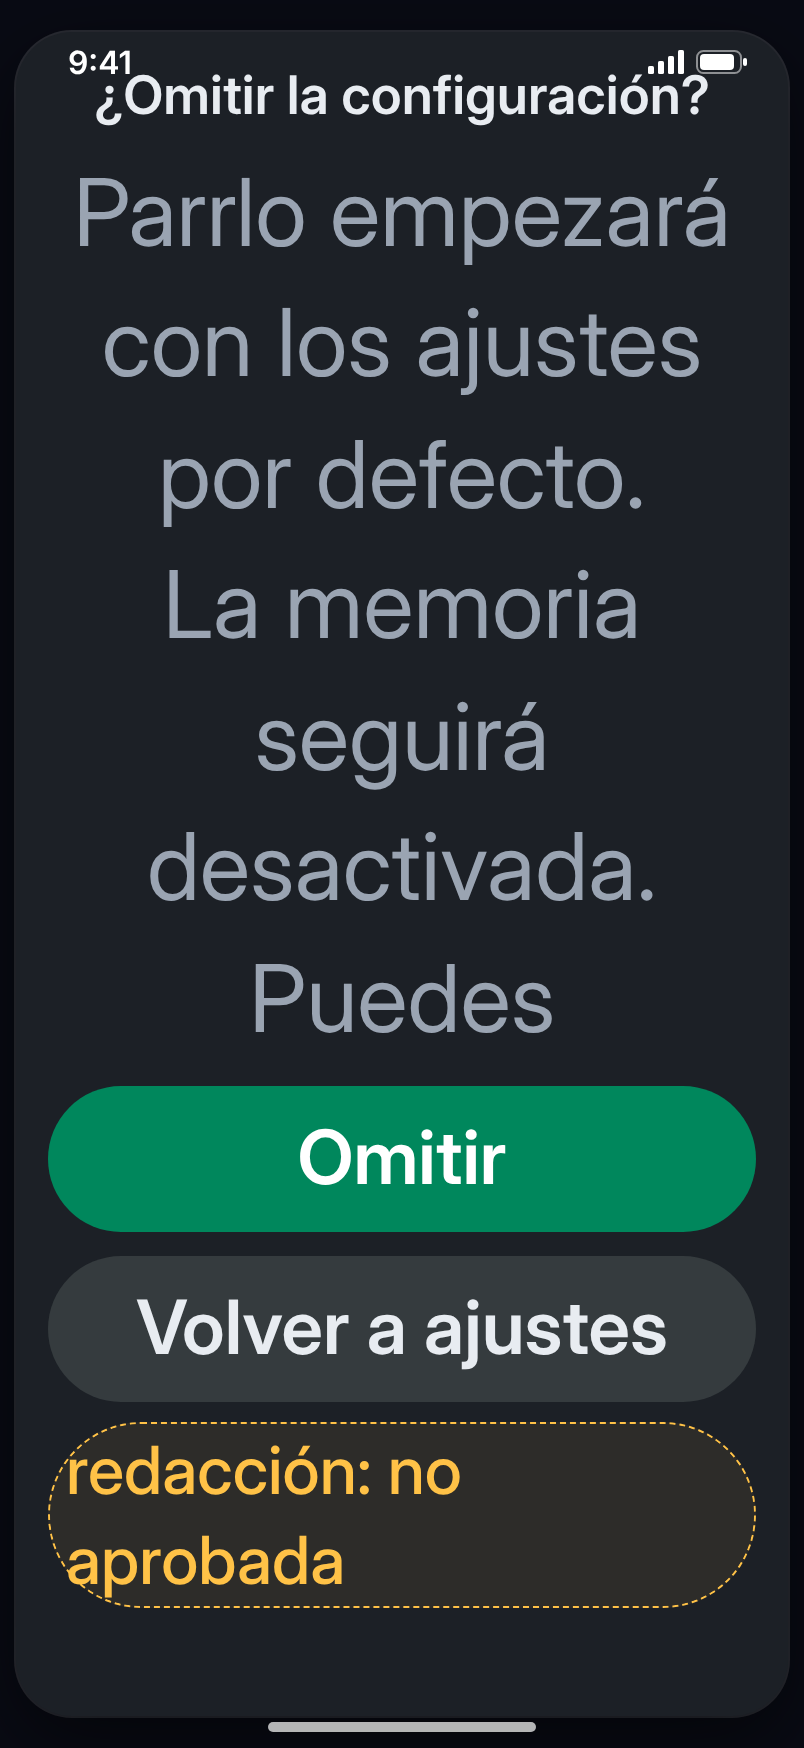 9:41
¿Omitir la configuración?
Parrlo empezará
con los ajustes
por defecto.
La memoria
seguirá
desactivada.
Puedes
Omitir
Volver a ajustes
redacción: no
aprobada